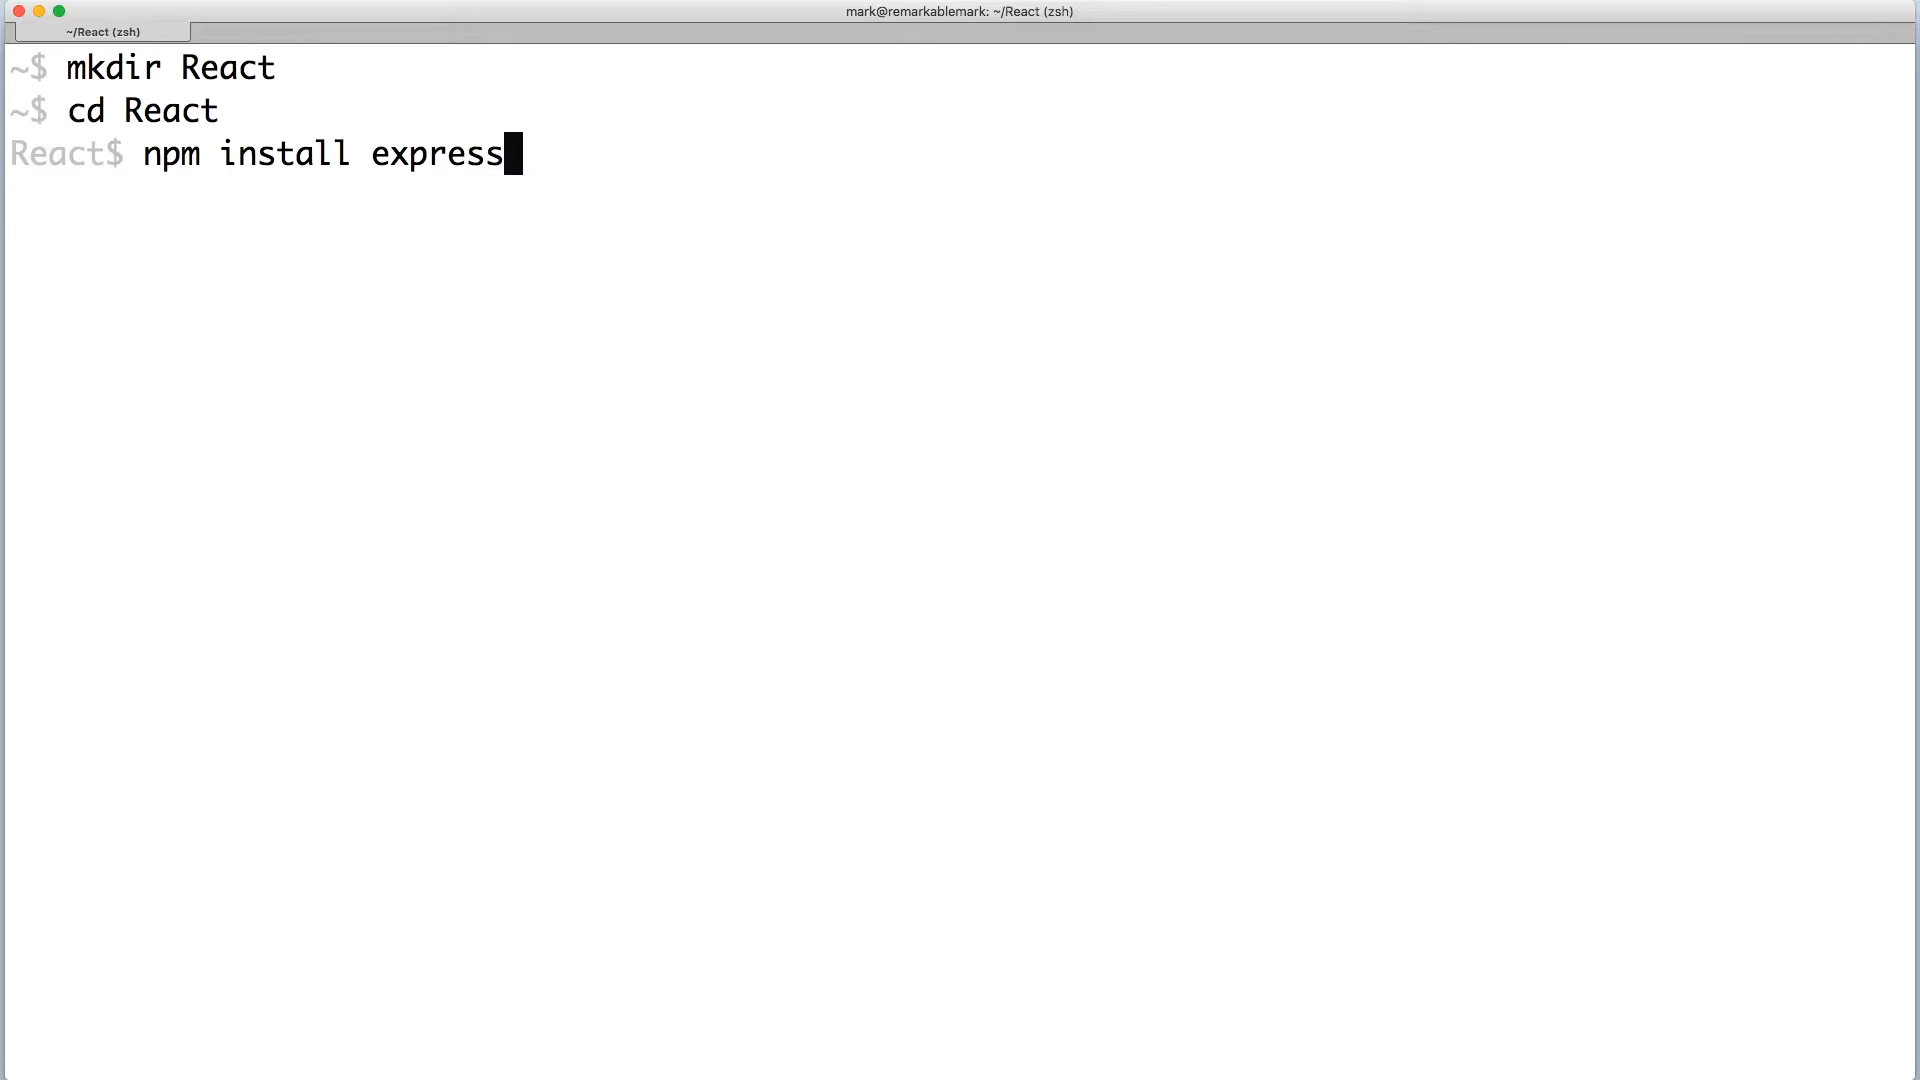 mark@remarkablemark: ~/React (zsh)
~/React (zsh)
~$ mkdir React
~$ cd React
React$ npm install express